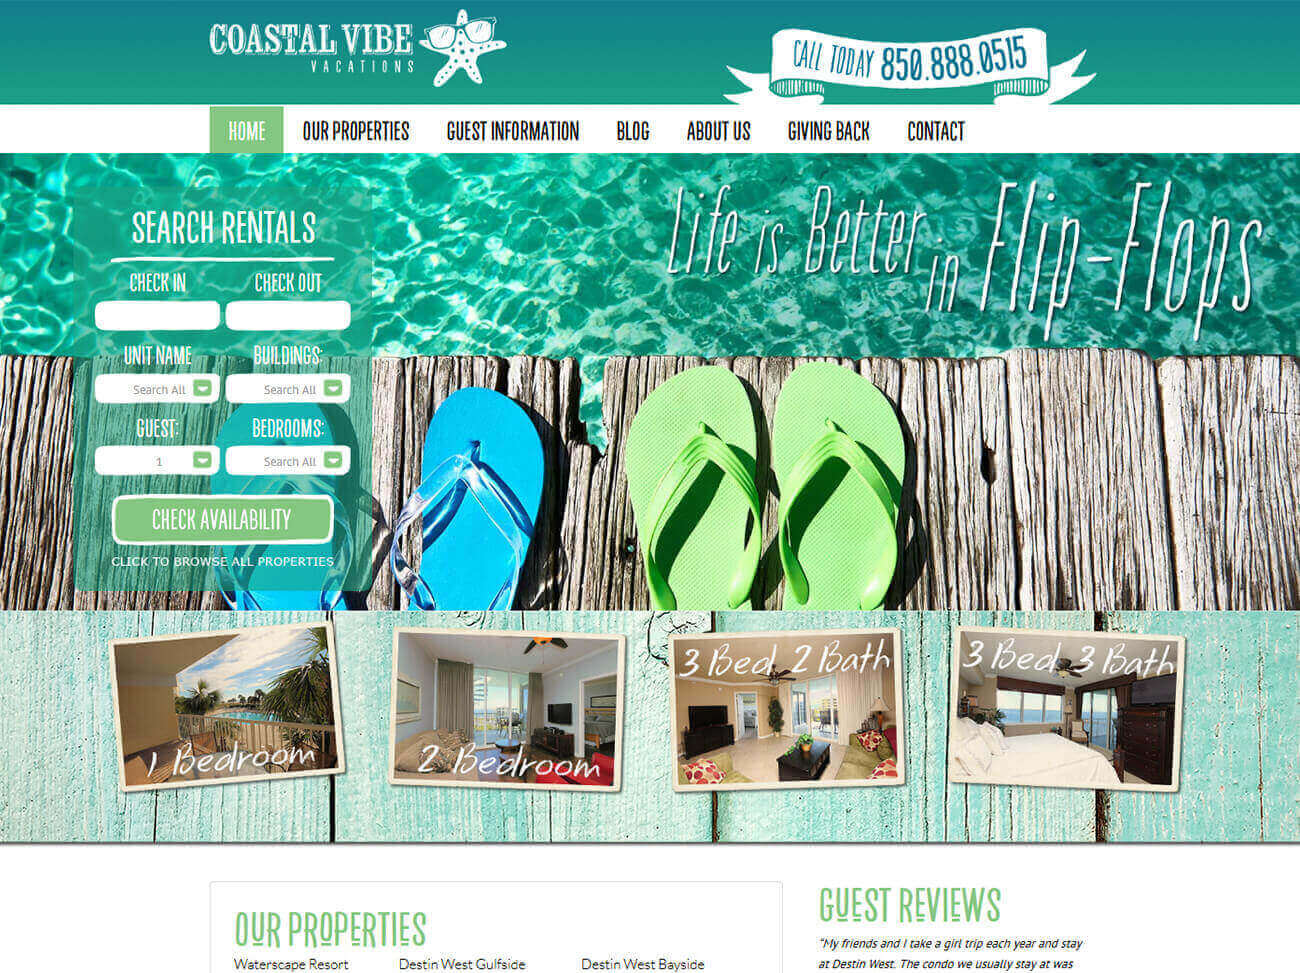 COASTAL VIBE
VACATIONS
CALL TODAY 850.888.0515
HOME
OUR PROPERTIES
GUEST INFORMATION
BLOG
ABOUT US
GIVING BACK
CONTACT
Life is Better in Flip-Flops
SEARCH RENTALS
CHECK IN
CHECK OUT
UNIT NAME
BUILDINGS:
Search All
Search All
GUEST:
BEDROOMS:
1
Search All
CHECK AVAILABILITY
CLICK TO BROWSE ALL PROPERTIES
1 Bedroom
2 Bedroom
3 Bed 2 Bath
3 Bed 3 Bath
OUR PROPERTIES
Waterscape Resort
Destin West Gulfside
Destin West Bayside
GUEST REVIEWS
"My friends and I take a girl trip each year and stay
at Destin West. The condo we usually stay at was